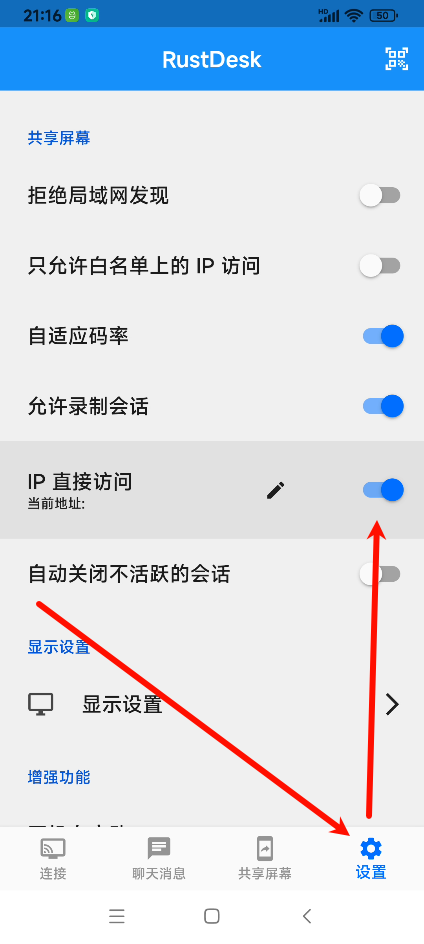 21:16
HD
50
RustDesk
共享屏幕
拒绝局域网发现
只允许白名单上的 IP 访问
自适应码率
允许录制会话
IP 直接访问
当前地址:
自动关闭不活跃的会话
显示设置
显示设置
增强功能
连接
聊天消息
共享屏幕
设置